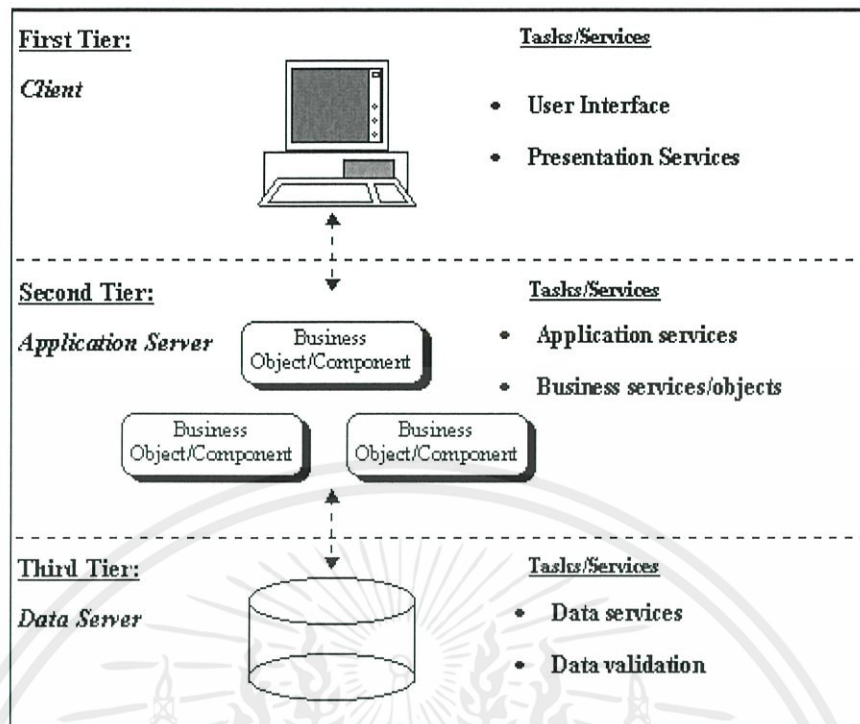 First Tier:
Tasks/Services
Client
• User Interface
• Presentation Services
Second Tier:
Tasks/Services
Application Server
Business
Object/Component
• Application services
• Business services/objects
Business
Object/Component
Business
Object/Component
Third Tier:
Tasks/Services
Data Server
• Data services
• Data validation